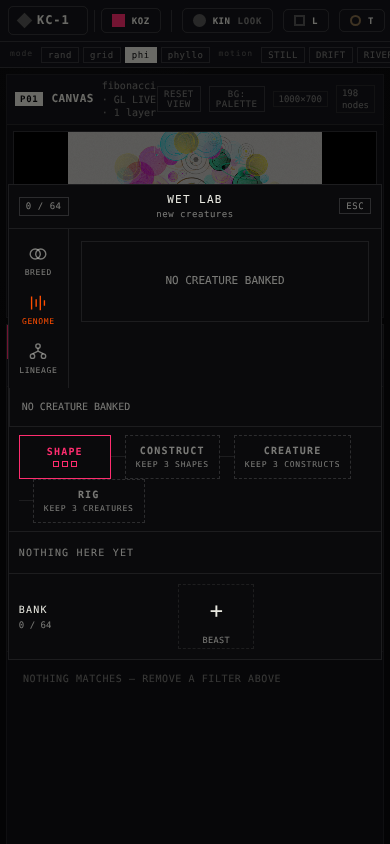 KC-1
KOZ
KIN LOOK
L
T
mode
rand
grid
phi
phyllo
motion
STILL
DRIFT
RIVE
P01
CANVAS
fibonacci
· GL LIVE
· 1 layer
RESET
VIEW
BG:
PALETTE
1000×700
198
nodes
0 / 64
WET LAB
new creatures
ESC
BREED
GENOME
LINEAGE
NO CREATURE BANKED
NO CREATURE BANKED
SHAPE
CONSTRUCT
KEEP 3 SHAPES
CREATURE
KEEP 3 CONSTRUCTS
RIG
KEEP 3 CREATURES
NOTHING HERE YET
BANK
0 / 64
+
BEAST
NOTHING MATCHES — REMOVE A FILTER ABOVE